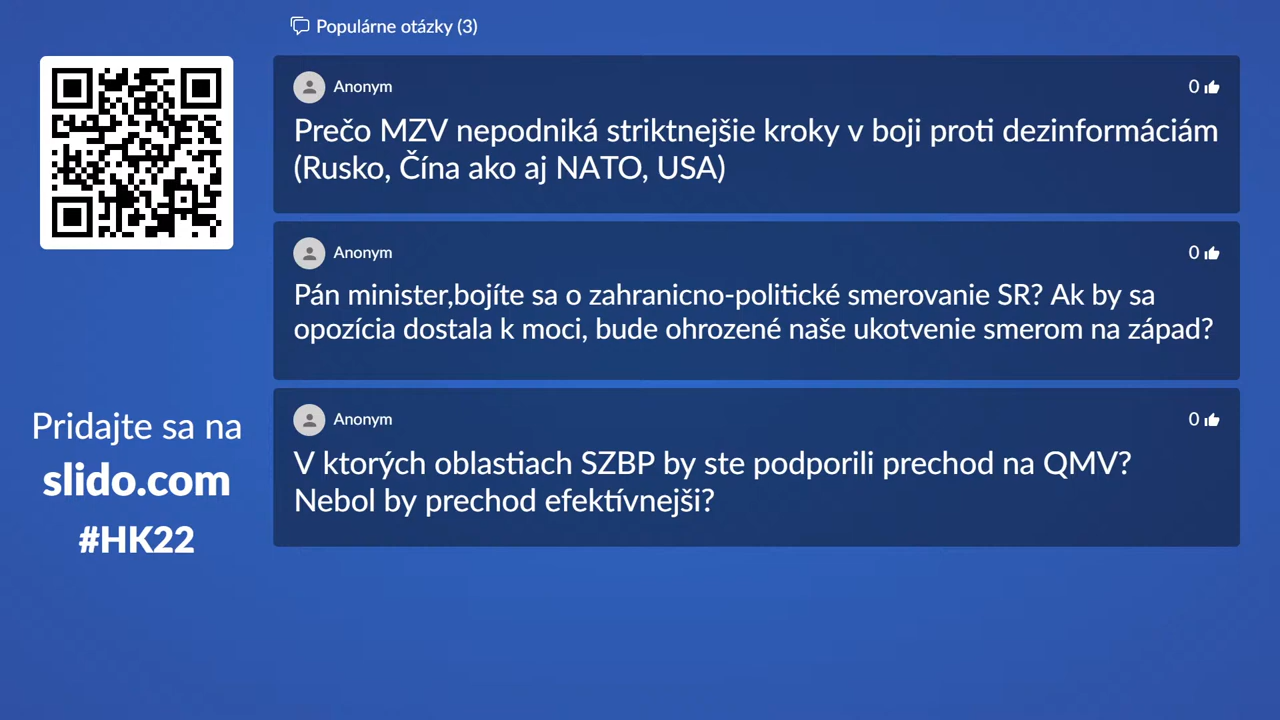 Populárne otázky (3)
Anonym
0
Prečo MZV nepodniká striktnejšie kroky v boji proti dezinformáciám
(Rusko, Čína ako aj NATO, USA)
Anonym
0
Pán minister,bojíte sa o zahranicno-politické smerovanie SR? Ak by sa
opozícia dostala k moci, bude ohrozené naše ukotvenie smerom na západ?
Anonym
0
V ktorých oblastiach SZBP by ste podporili prechod na QMV?
Nebol by prechod efektívnejši?
Pridajte sa na
slido.com
#HK22